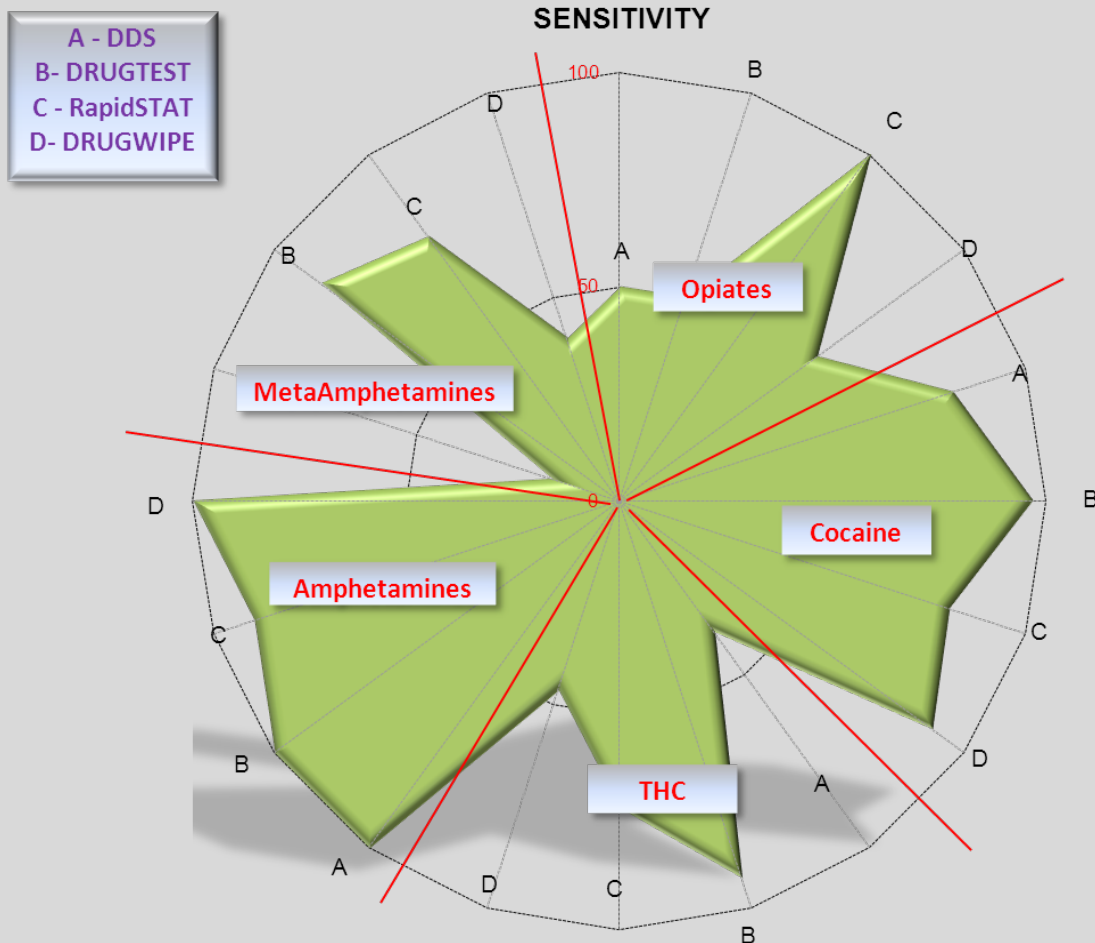 SENSITIVITY
A - DDS
B- DRUGTEST
C - RapidSTAT
D- DRUGWIPE
100
50
0
A
B
C
D
Opiates
A
B
C
D
Cocaine
A
B
C
D
THC
A
B
C
D
Amphetamines
B
C
D
MetaAmphetamines